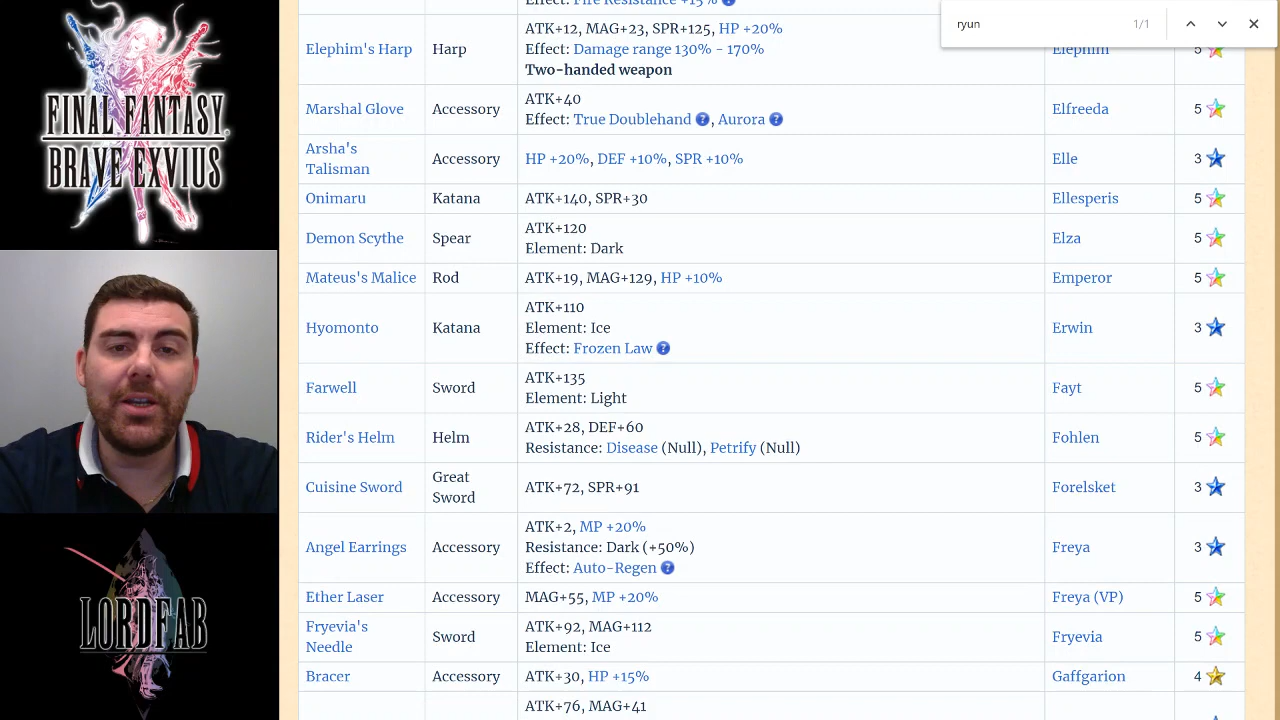 FINAL FANTASY
BRAVE EXVIUS
LORDFAB
ryun 1/1
Effect: Fire Resistance +15%
Elephim's Harp Harp ATK+12, MAG+23, SPR+125, HP +20% Elephim 5
Effect: Damage range 130% - 170%
Two-handed weapon
Marshal Glove Accessory ATK+40 Elfreeda 5
Effect: True Doublehand ?, Aurora ?
Arsha's Talisman Accessory HP +20%, DEF +10%, SPR +10% Elle 3
Onimaru Katana ATK+140, SPR+30 Ellesperis 5
Demon Scythe Spear ATK+120 Elza 5
Element: Dark
Mateus's Malice Rod ATK+19, MAG+129, HP +10% Emperor 5
Hyomonto Katana ATK+110 Erwin 3
Element: Ice
Effect: Frozen Law ?
Farwell Sword ATK+135 Fayt 5
Element: Light
Rider's Helm Helm ATK+28, DEF+60 Fohlen 5
Resistance: Disease (Null), Petrify (Null)
Cuisine Sword Great Sword ATK+72, SPR+91 Forelsket 3
Angel Earrings Accessory ATK+2, MP +20% Freya 3
Resistance: Dark (+50%)
Effect: Auto-Regen ?
Ether Laser Accessory MAG+55, MP +20% Freya (VP) 5
Fryevia's Needle Sword ATK+92, MAG+112 Fryevia 5
Element: Ice
Bracer Accessory ATK+30, HP +15% Gaffgarion 4
ATK+76, MAG+41